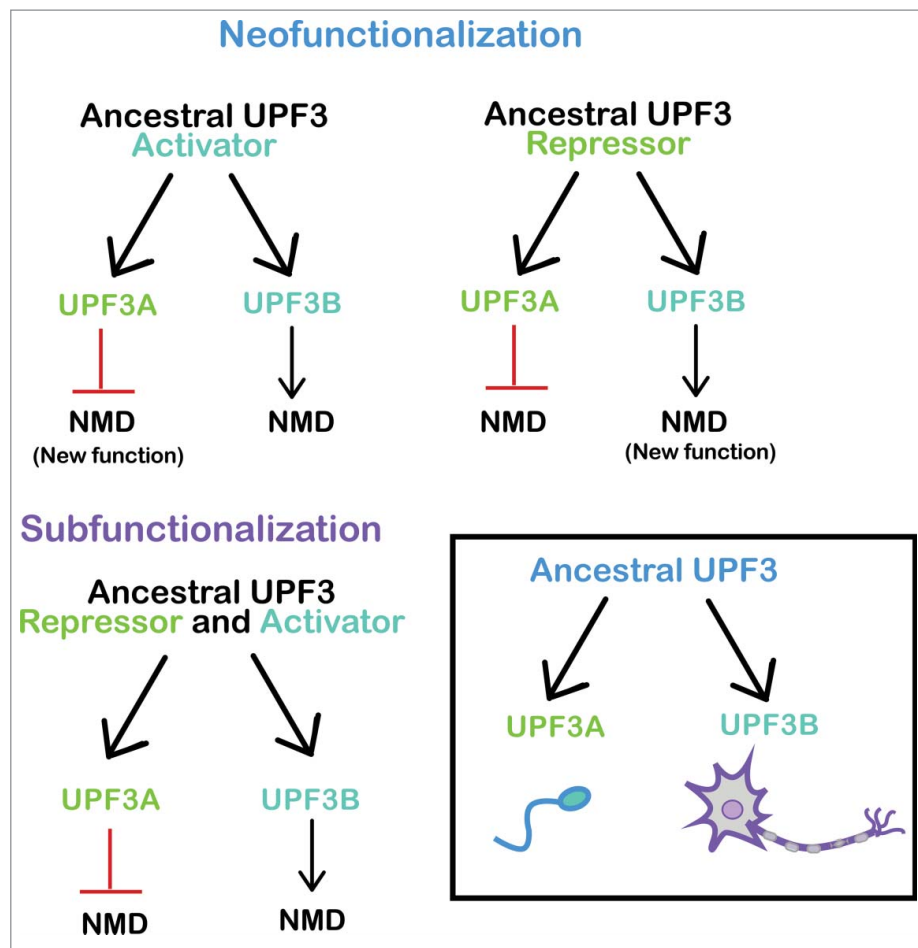 Neofunctionalization
Ancestral UPF3
Activator
UPF3A
UPF3B
NMD
(New function)
NMD
Ancestral UPF3
Repressor
UPF3A
UPF3B
NMD
NMD
(New function)
Subfunctionalization
Ancestral UPF3
Repressor and Activator
UPF3A
UPF3B
NMD
NMD
Ancestral UPF3
UPF3A
UPF3B